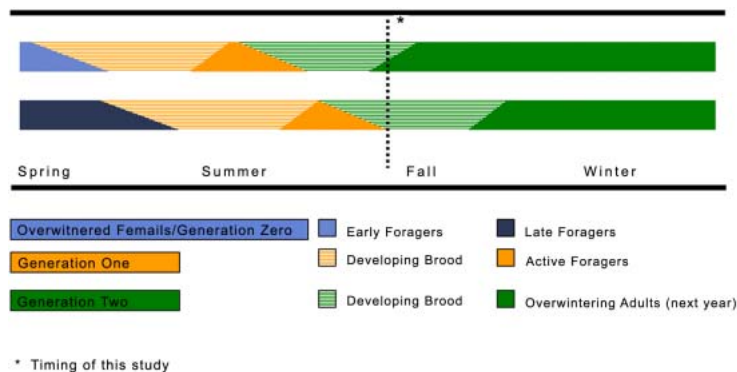 *
Spring Summer Fall Winter
Overwitnered Femails/Generation Zero Early Foragers Late Foragers
Generation One Developing Brood Active Foragers
Generation Two Developing Brood Overwintering Adults (next year)
* Timing of this study